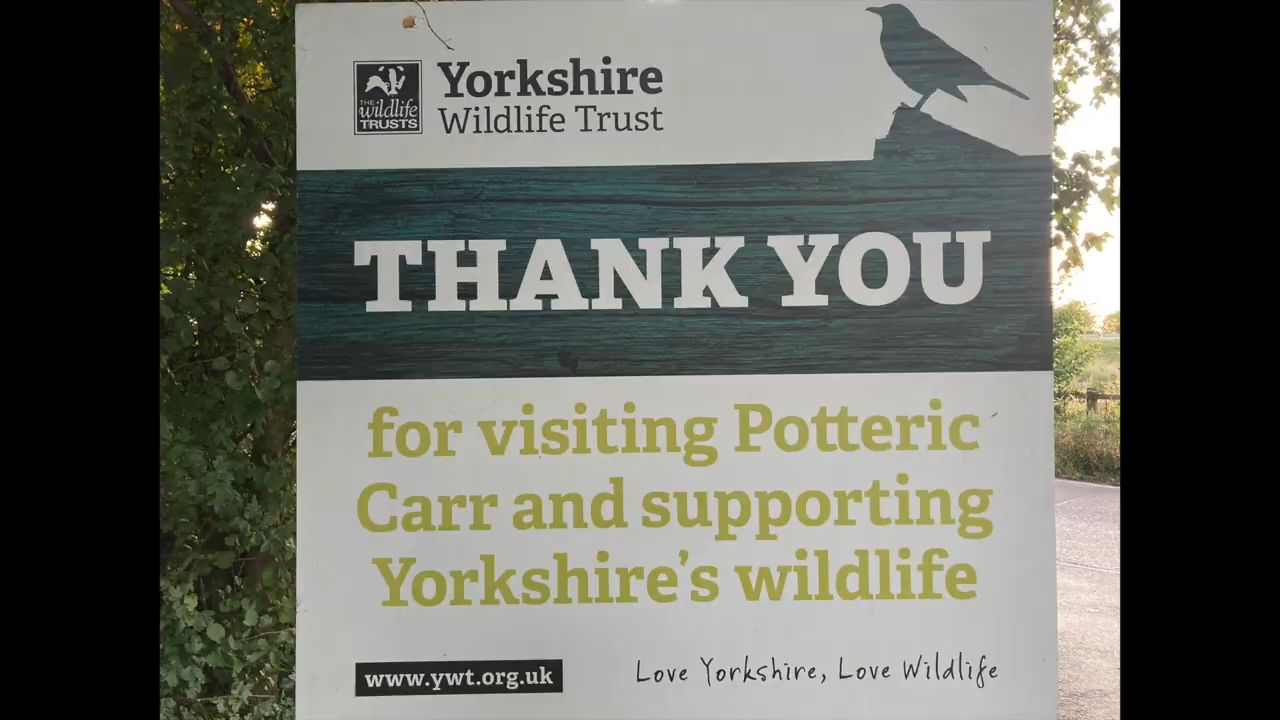 THE
wildlife
TRUSTS
Yorkshire
Wildlife Trust
THANK YOU
for visiting Potteric
Carr and supporting
Yorkshire's wildlife
www.ywt.org.uk
Love Yorkshire, Love Wildlife